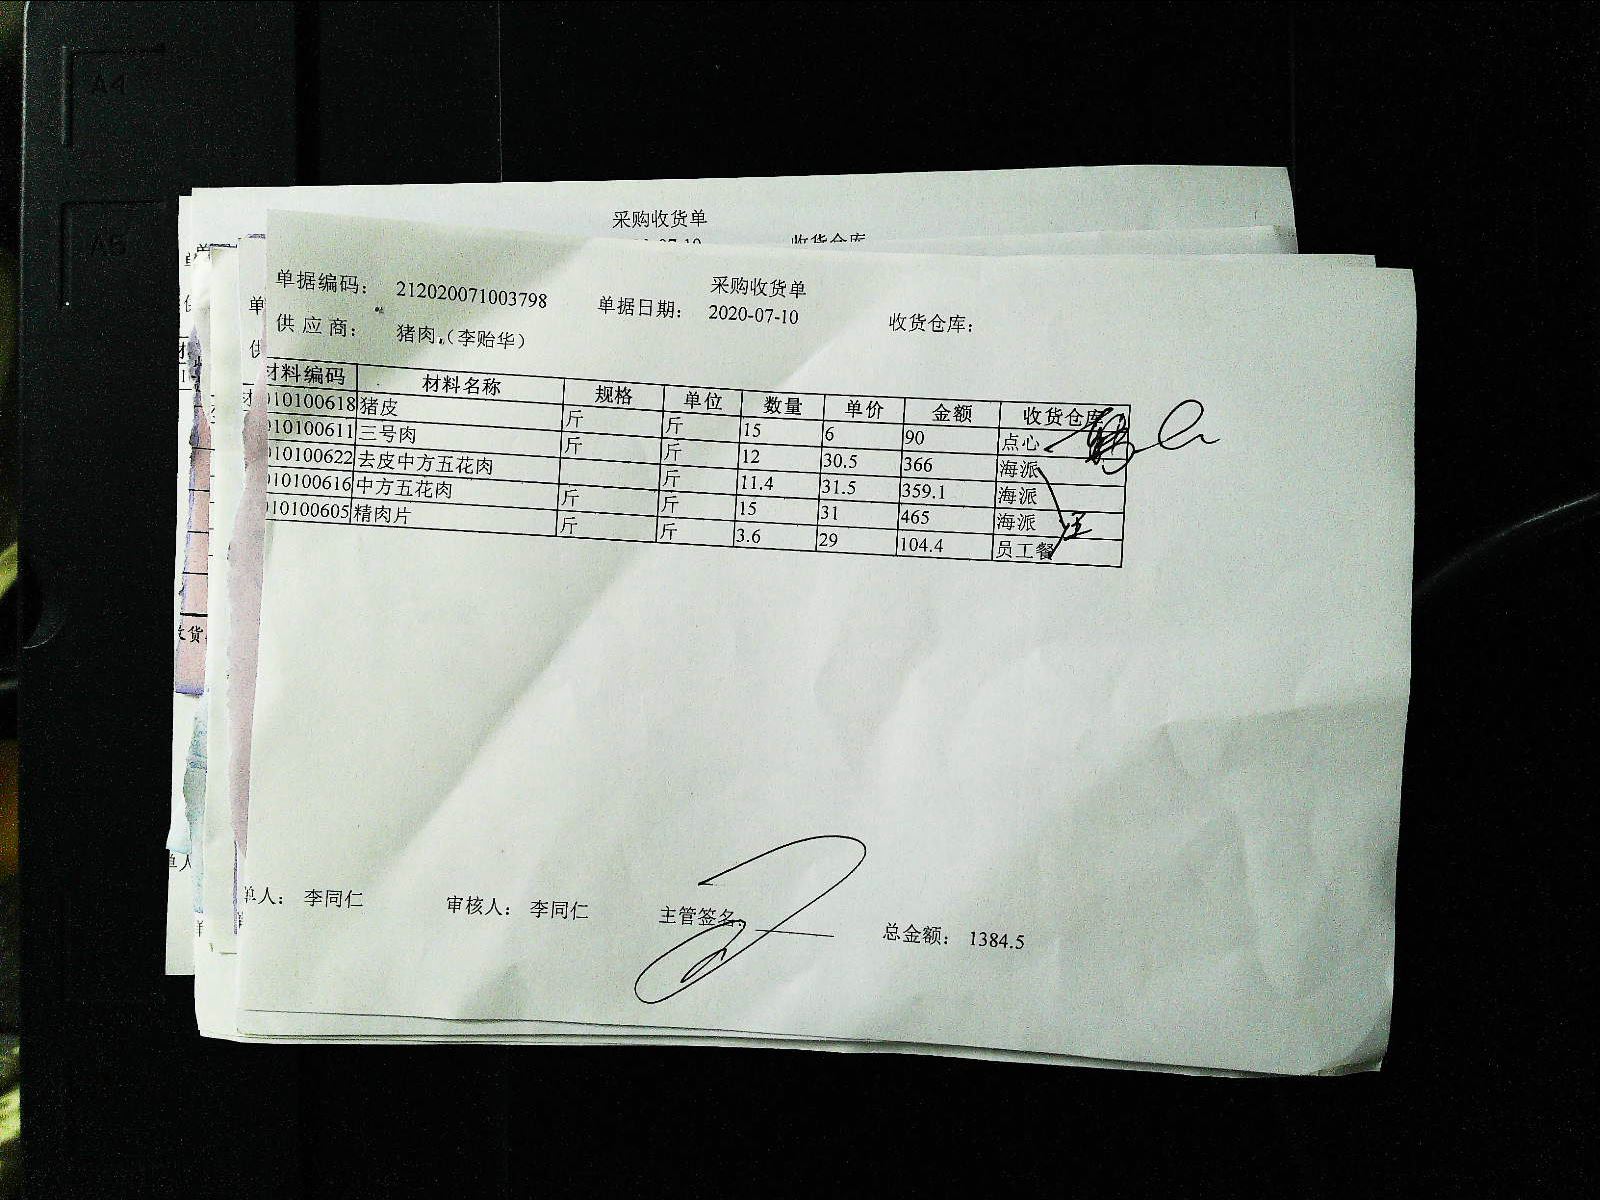 A4
A5
采购收货单
采购收货单
单据编码： 212020071003798 单据日期： 2020-07-10 收货仓库：
供应商： 猪肉（李贻华）
材料编码 材料名称 规格 单位 数量 单价 金额 收货仓库
010100618 猪皮 斤 斤 15 6 90 点心
010100611 三号肉 斤 斤 12 30.5 366 海派
010100622 去皮中方五花肉 斤 11.4 31.5 359.1 海派
010100616 中方五花肉 斤 斤 15 31 465 海派
010100605 精肉片 斤 斤 3.6 29 104.4 员工餐
单人： 李同仁 审核人： 李同仁 主管签名： 总金额： 1384.5